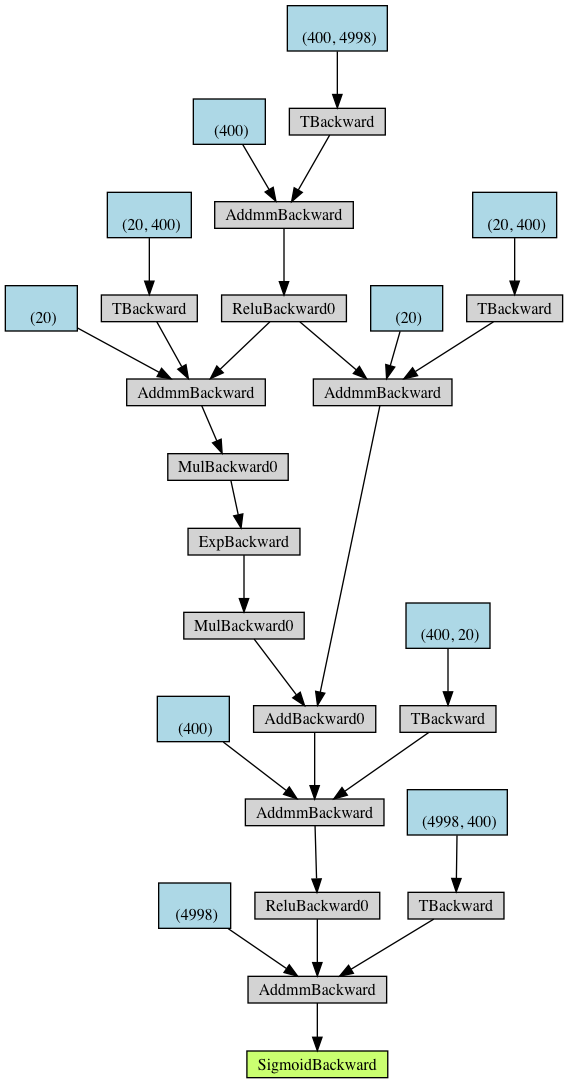 (400, 4998)
(400)
TBackward
(20, 400)
AddmmBackward
(20, 400)
(20)
TBackward
ReluBackward0
(20)
TBackward
AddmmBackward
AddmmBackward
MulBackward0
ExpBackward
MulBackward0
(400, 20)
(400)
AddBackward0
TBackward
AddmmBackward
(4998, 400)
(4998)
ReluBackward0
TBackward
AddmmBackward
SigmoidBackward